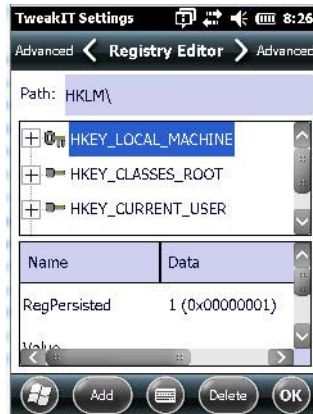 TweakIT Settings 8:26
Advanced Registry Editor Advanced
Path: HKLM\
HKEY_LOCAL_MACHINE
HKEY_CLASSES_ROOT
HKEY_CURRENT_USER
Name Data
RegPersisted 1 (0x00000001)
Value
Add Delete OK